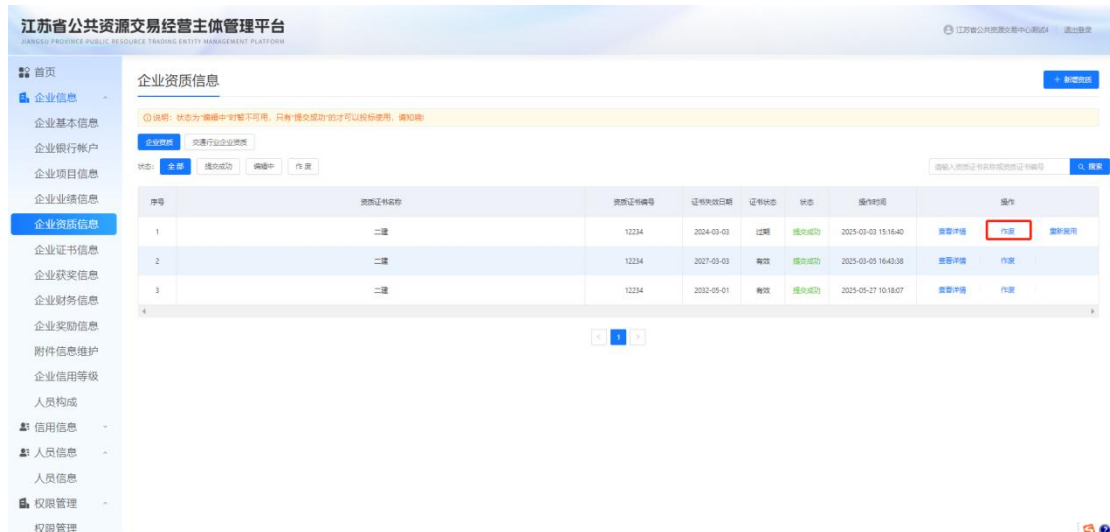 江苏省公共资源交易经营主体管理平台
JIANGSU PROVINCE PUBLIC RESOURCE TRADING ENTITY MANAGEMENT PLATFORM
江苏省公共资源交易中心测试4 退出登录
首页
企业信息
企业基本信息
企业银行帐户
企业项目信息
企业业绩信息
企业资质信息
企业证书信息
企业获奖信息
企业财务信息
企业奖励信息
附件信息维护
企业信用等级
人员构成
信用信息
人员信息
人员信息
权限管理
权限管理
企业资质信息
+ 新增资质
说明：状态为“编辑中”时暂不可用，只有“提交成功”的才可以投标使用，请知晓!
企业资质 交通行业企业资质
状态: 全部 提交成功 编辑中 作废
请输入资质证书名称或资质证书编号 搜索
序号 资质证书名称 资质证书编号 证书失效日期 证书状态 状态 操作时间 操作
1 二建 12234 2024-03-03 过期 提交成功 2025-03-03 15:16:40 查看详情 作废 重新启用
2 二建 12234 2027-03-03 有效 提交成功 2025-03-05 16:43:38 查看详情 作废
3 二建 12234 2032-05-01 有效 提交成功 2025-05-27 10:18:07 查看详情 作废
< 1 >